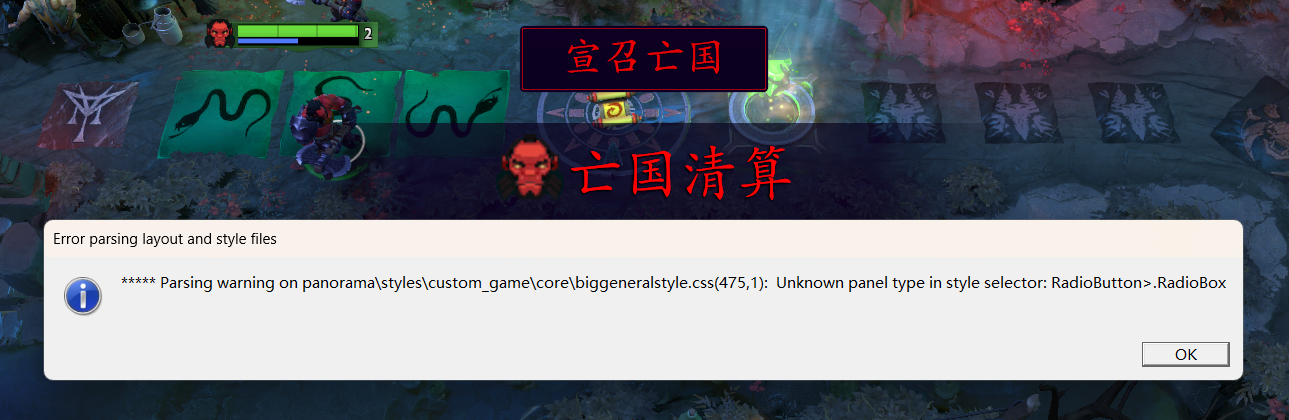 2
宣召亡国
亡国清算
Error parsing layout and style files
***** Parsing warning on panorama\styles\custom_game\core\biggeneralstyle.css(475,1):  Unknown panel type in style selector: RadioButton>.RadioBox
OK